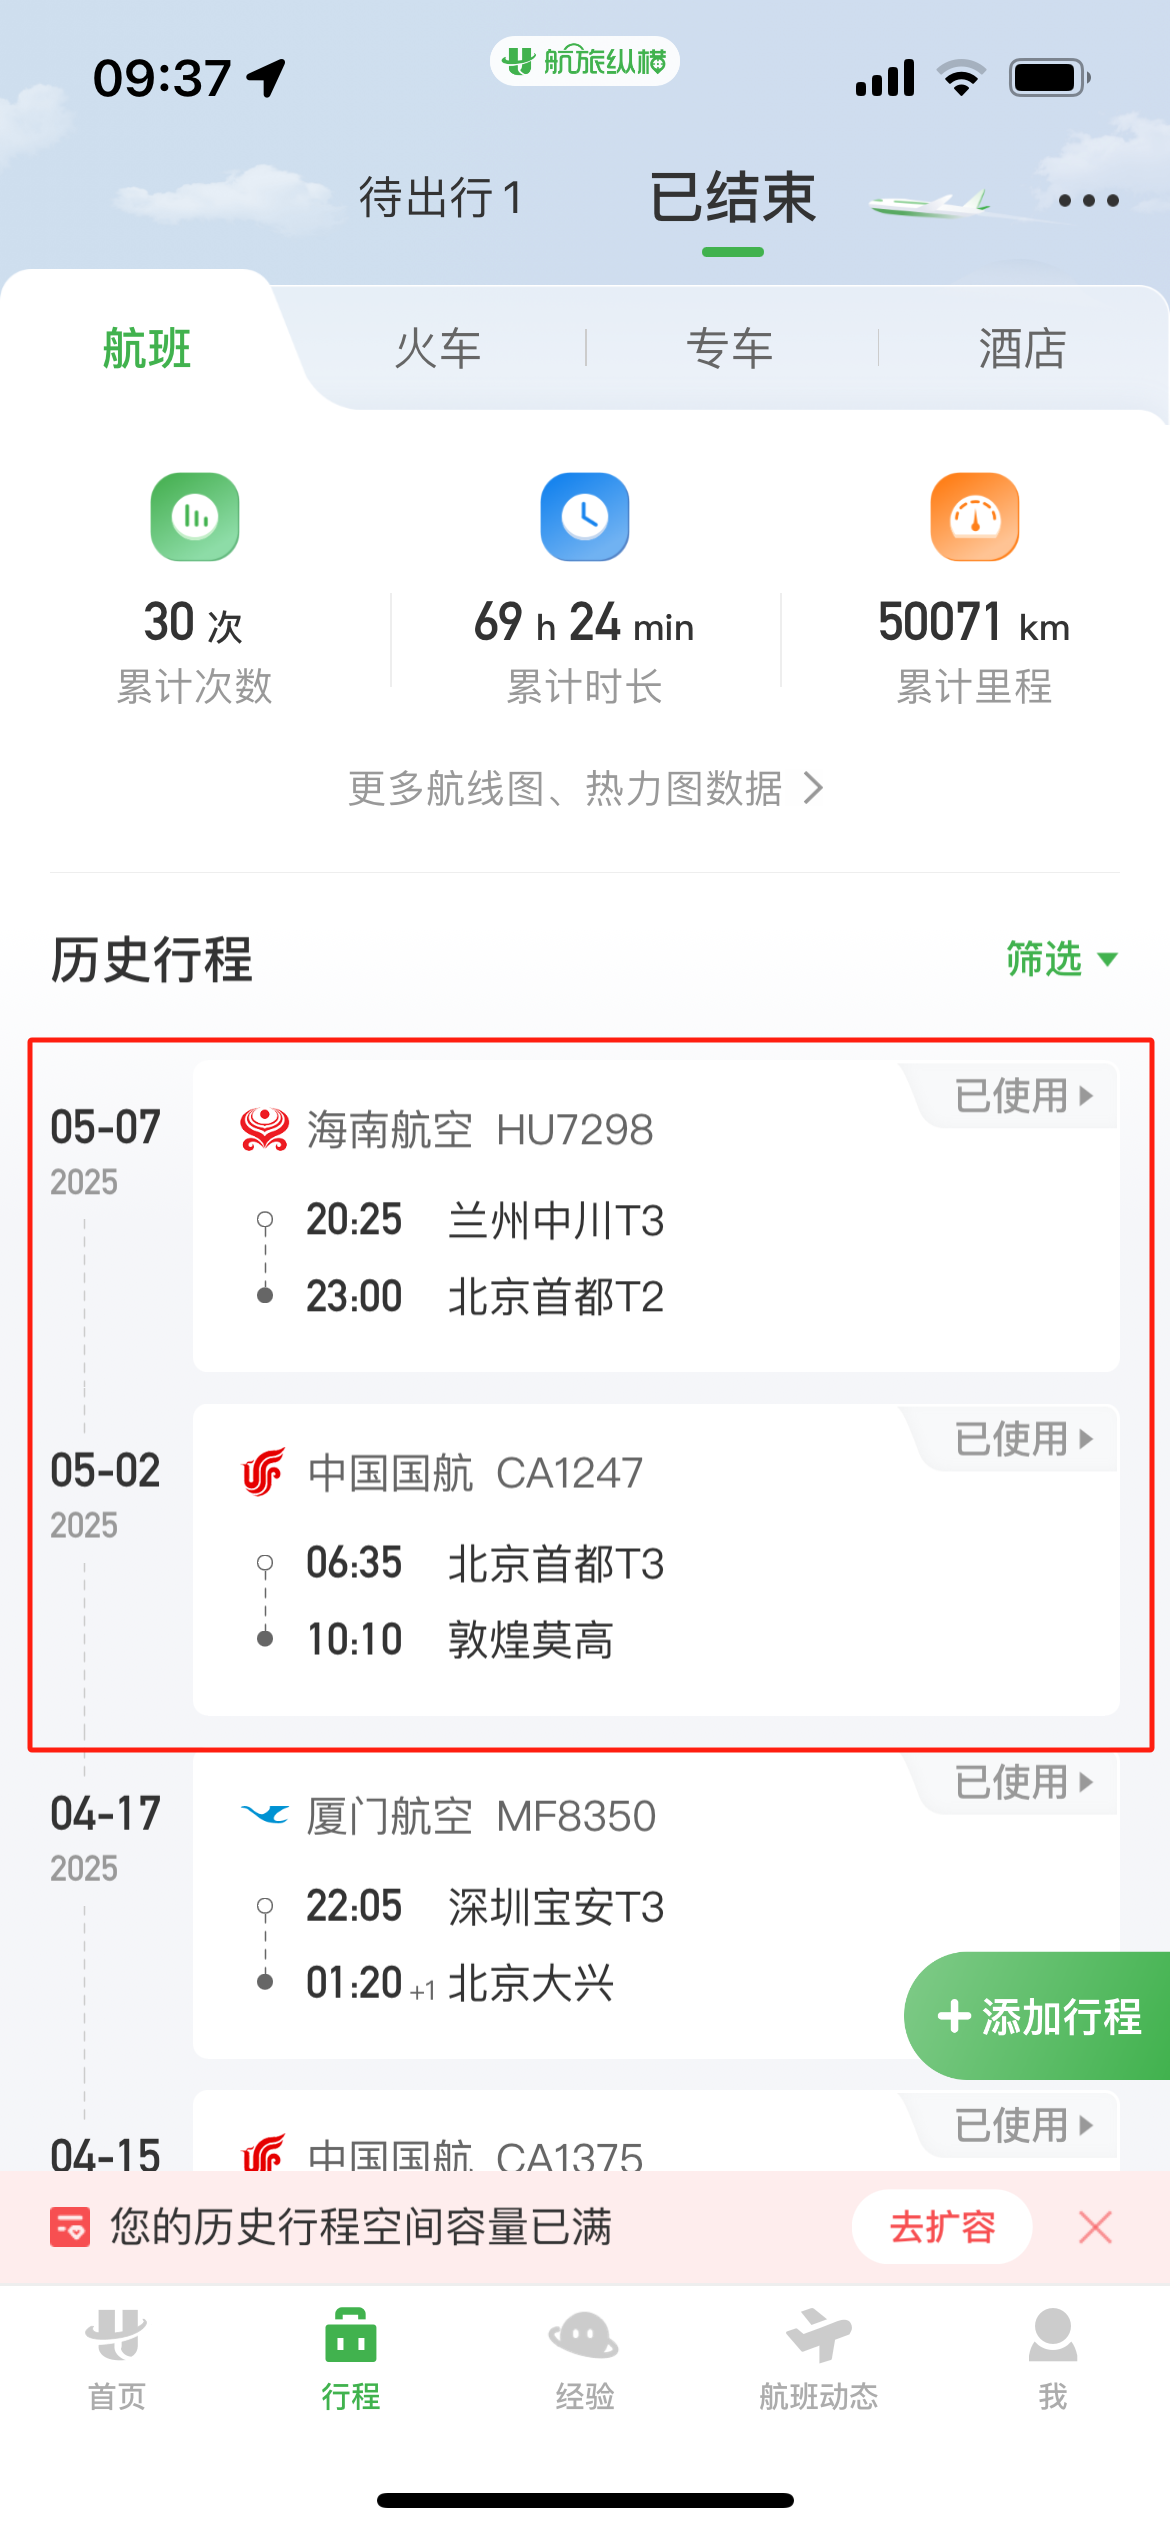 09:37
航旅纵横
待出行1
已结束
航班
火车
专车
酒店
30 次
69 h 24 min
50071 km
累计次数
累计时长
累计里程
更多航线图、热力图数据
历史行程
筛选
05-07
2025
海南航空 HU7298
已使用
20:25 兰州中川T3
23:00 北京首都T2
05-02
2025
中国国航 CA1247
已使用
06:35 北京首都T3
10:10 敦煌莫高
04-17
2025
厦门航空 MF8350
已使用
22:05 深圳宝安T3
01:20 +1 北京大兴
添加行程
04-15
中国国航 CA1375
已使用
您的历史行程空间容量已满
去扩容
首页
行程
经验
航班动态
我